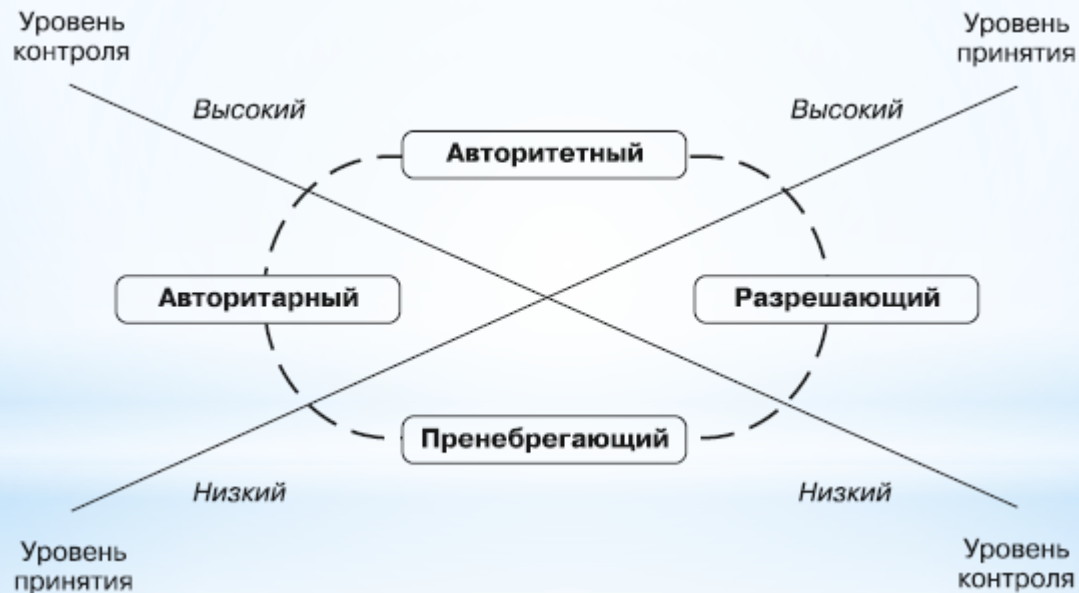 Уровень
контроля
Уровень
принятия
Высокий
Высокий
Авторитетный
Авторитарный
Разрешающий
Пренебрегающий
Низкий
Низкий
Уровень
принятия
Уровень
контроля